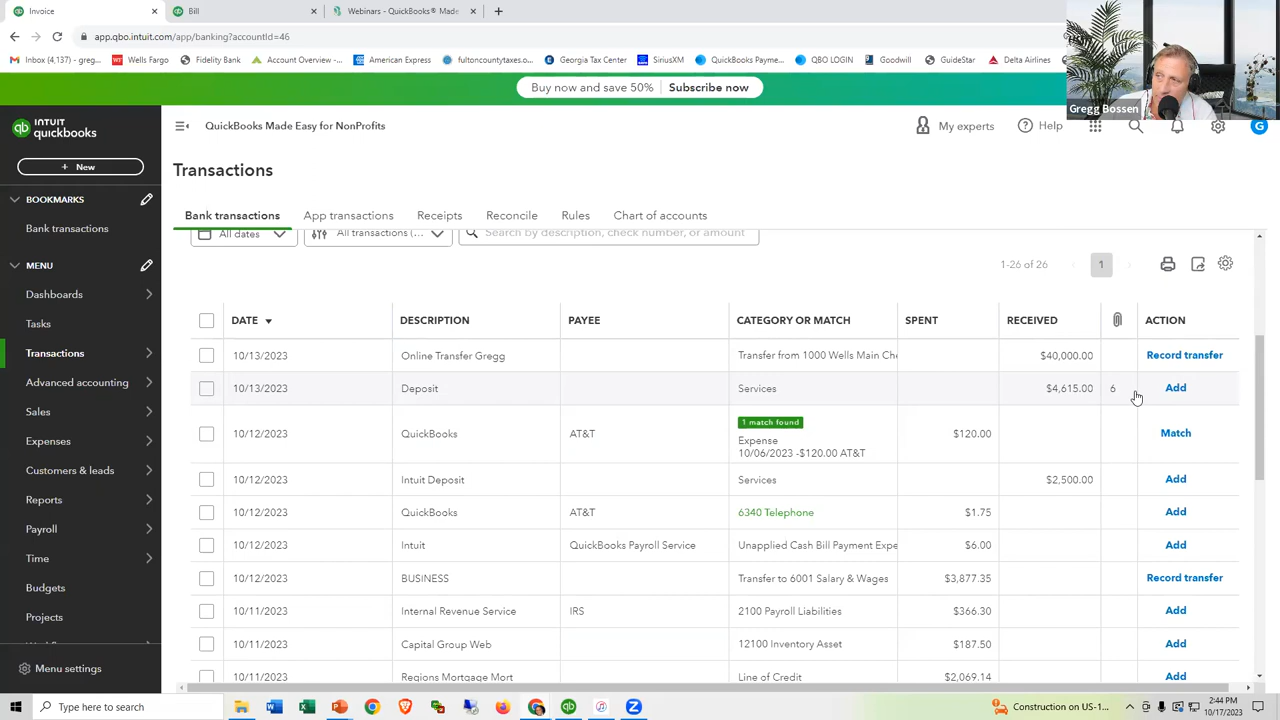 Invoice
Bill
Webinars - QuickBooks® Made
app.qbo.intuit.com/app/banking?accountId=46
Inbox (4,137) - greg... Wells Fargo Fidelity Bank Account Overview -... American Express fultoncountytaxes.o... Georgia Tax Center SiriusXM QuickBooks Payme... QBO LOGIN Goodwill GuideStar Delta Airlines
Buy now and save 50% Subscribe now
Gregg Bossen
INTUIT quickbooks
QuickBooks Made Easy for NonProfits
My experts Help G
+ New
Transactions
BOOKMARKS
Bank transactions
MENU
Dashboards
Tasks
Transactions
Advanced accounting
Sales
Expenses
Customers & leads
Reports
Payroll
Time
Budgets
Projects
Menu settings
Bank transactions App transactions Receipts Reconcile Rules Chart of accounts
All dates All transactions (... Search by description, check number, or amount
1-26 of 26 1
DATE DESCRIPTION PAYEE CATEGORY OR MATCH SPENT RECEIVED ACTION
10/13/2023 Online Transfer Gregg Transfer from 1000 Wells Main Che $40,000.00 Record transfer
10/13/2023 Deposit Services $4,615.00 6 Add
1 match found
10/12/2023 QuickBooks AT&T Expense $120.00 Match
10/06/2023 -$120.00 AT&T
10/12/2023 Intuit Deposit Services $2,500.00 Add
10/12/2023 QuickBooks AT&T 6340 Telephone $1.75 Add
10/12/2023 Intuit QuickBooks Payroll Service Unapplied Cash Bill Payment Expe $6.00 Add
10/12/2023 BUSINESS Transfer to 6001 Salary & Wages $3,877.35 Record transfer
10/11/2023 Internal Revenue Service IRS 2100 Payroll Liabilities $366.30 Add
10/11/2023 Capital Group Web 12100 Inventory Asset $187.50 Add
10/11/2023 Regions Mortgage Mort Line of Credit $2,069.14 Add
Type here to search
Construction on US-1...
2:44 PM
10/17/2023